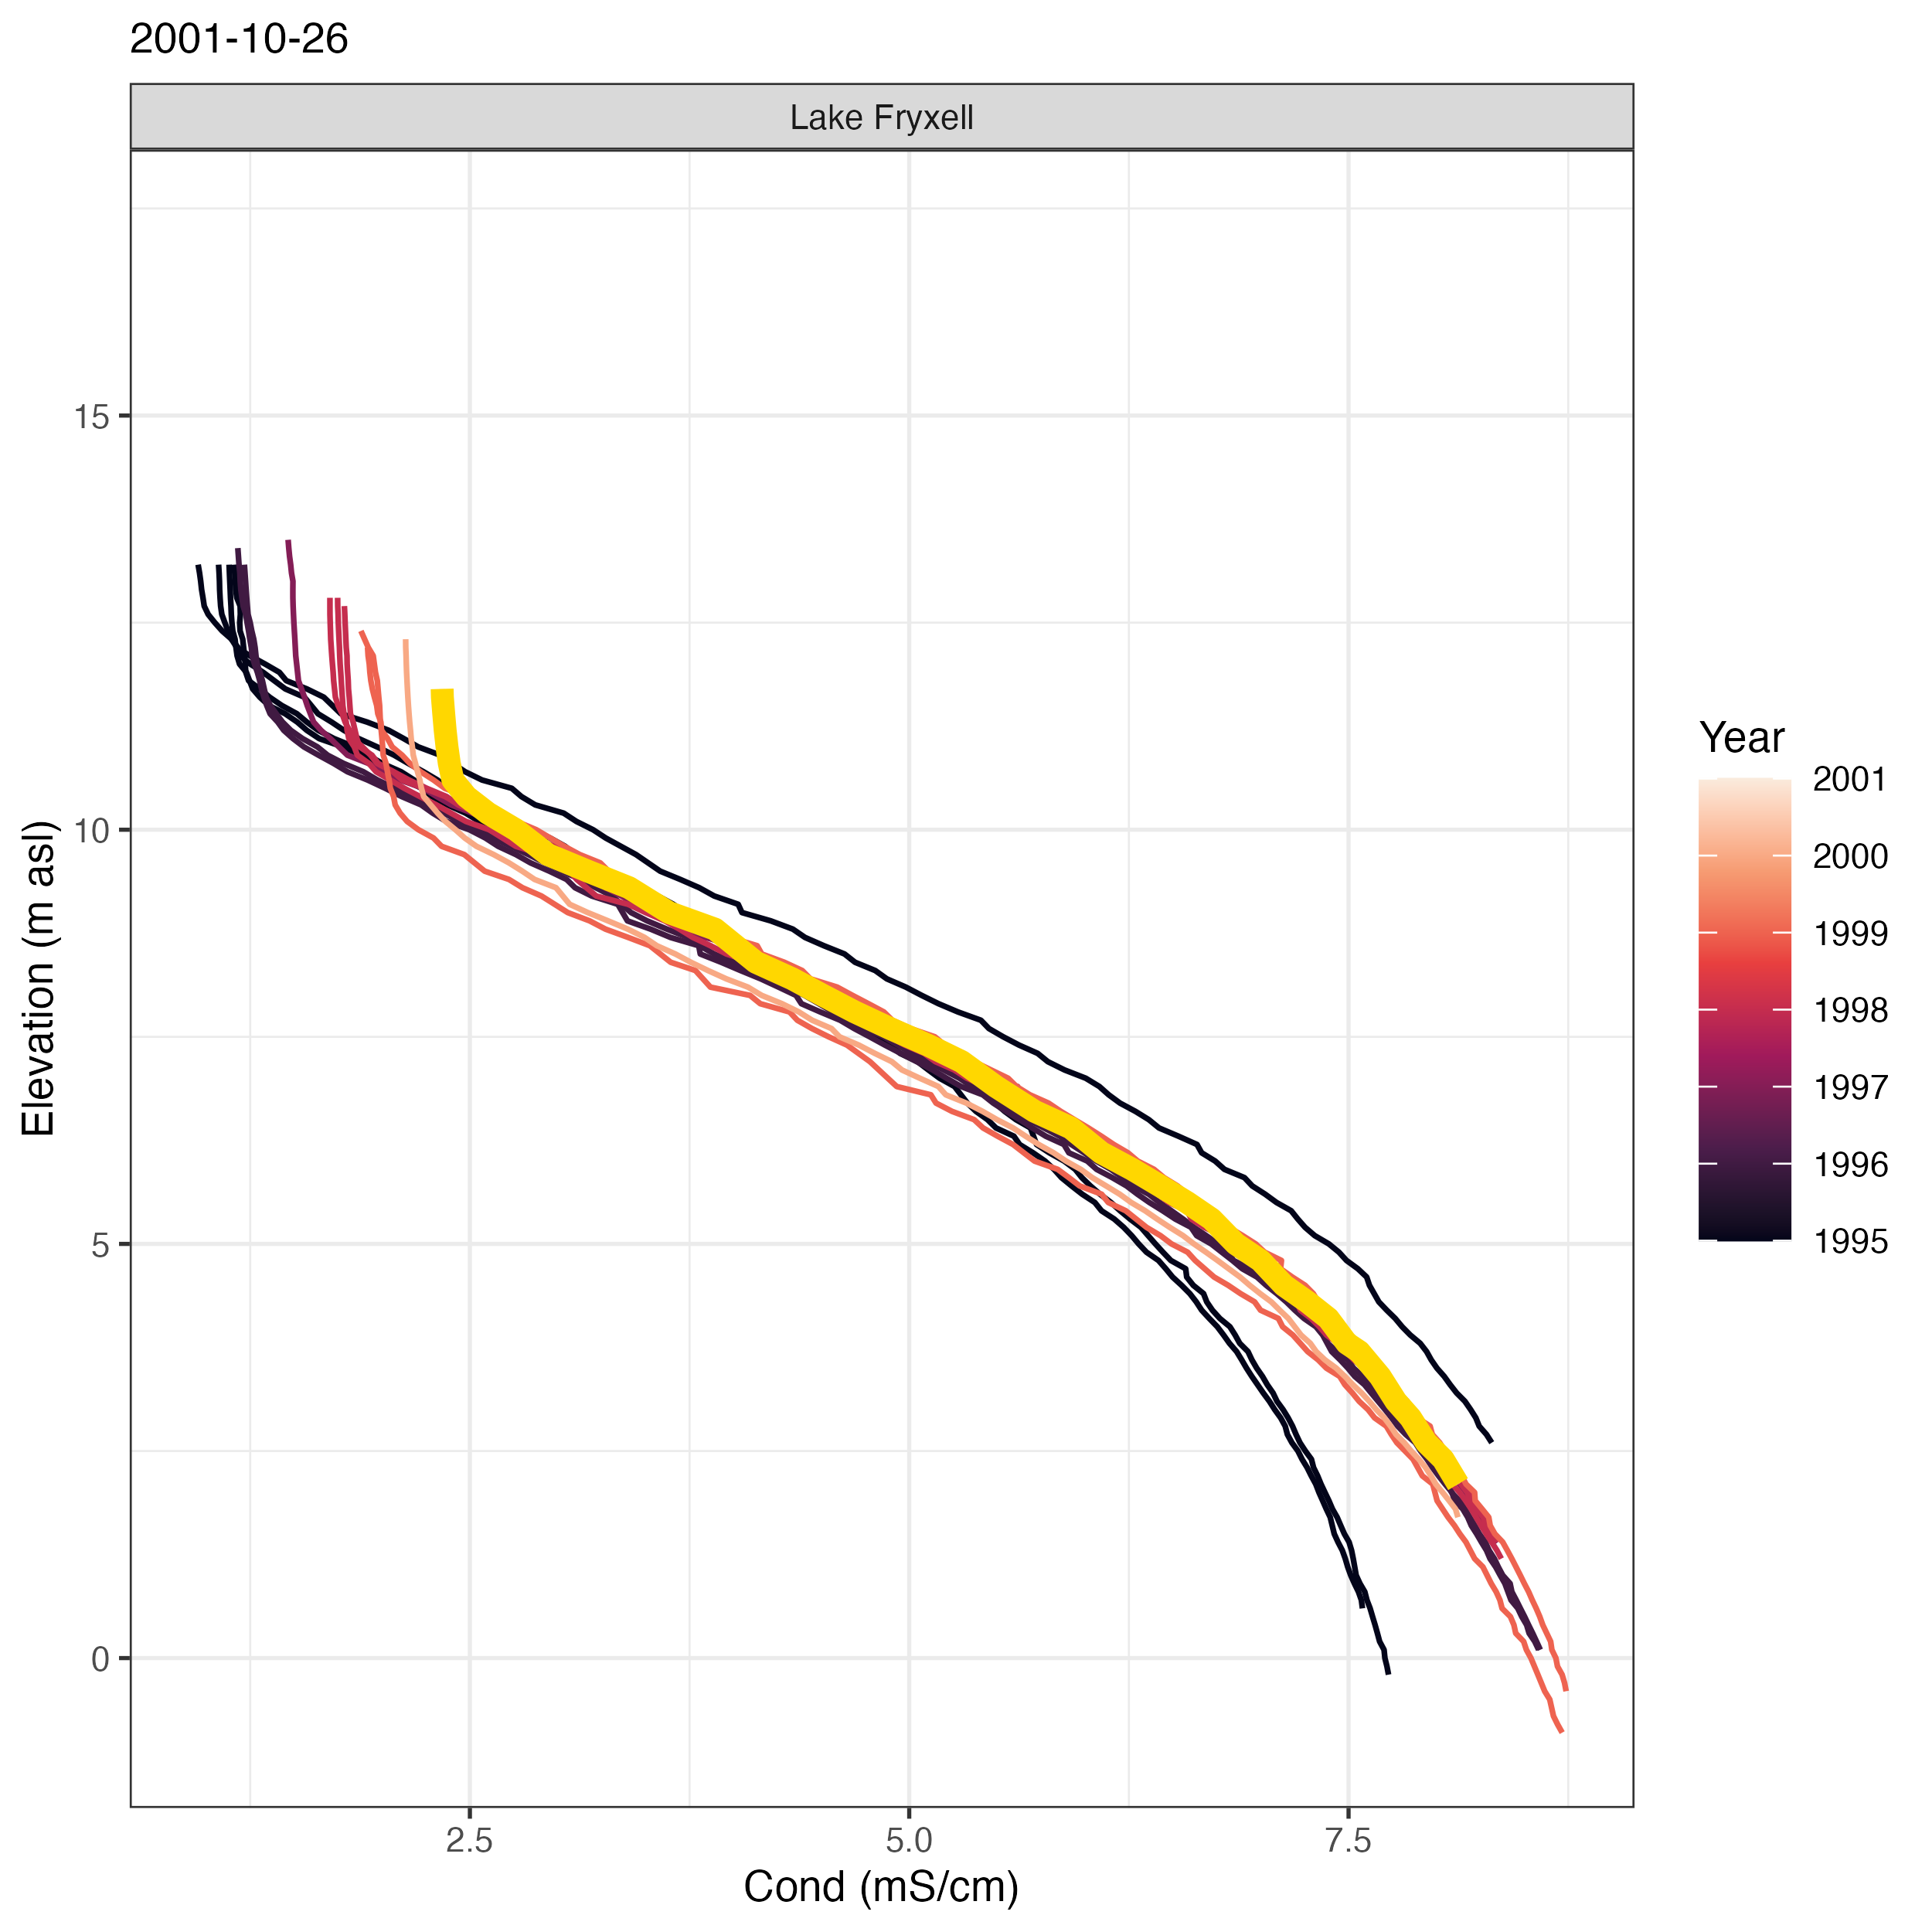 2001-10-26
Lake Fryxell
Elevation (m asl)
15
10
5
0
2.5 5.0 7.5
Cond (mS/cm)
Year
2001
2000
1999
1998
1997
1996
1995